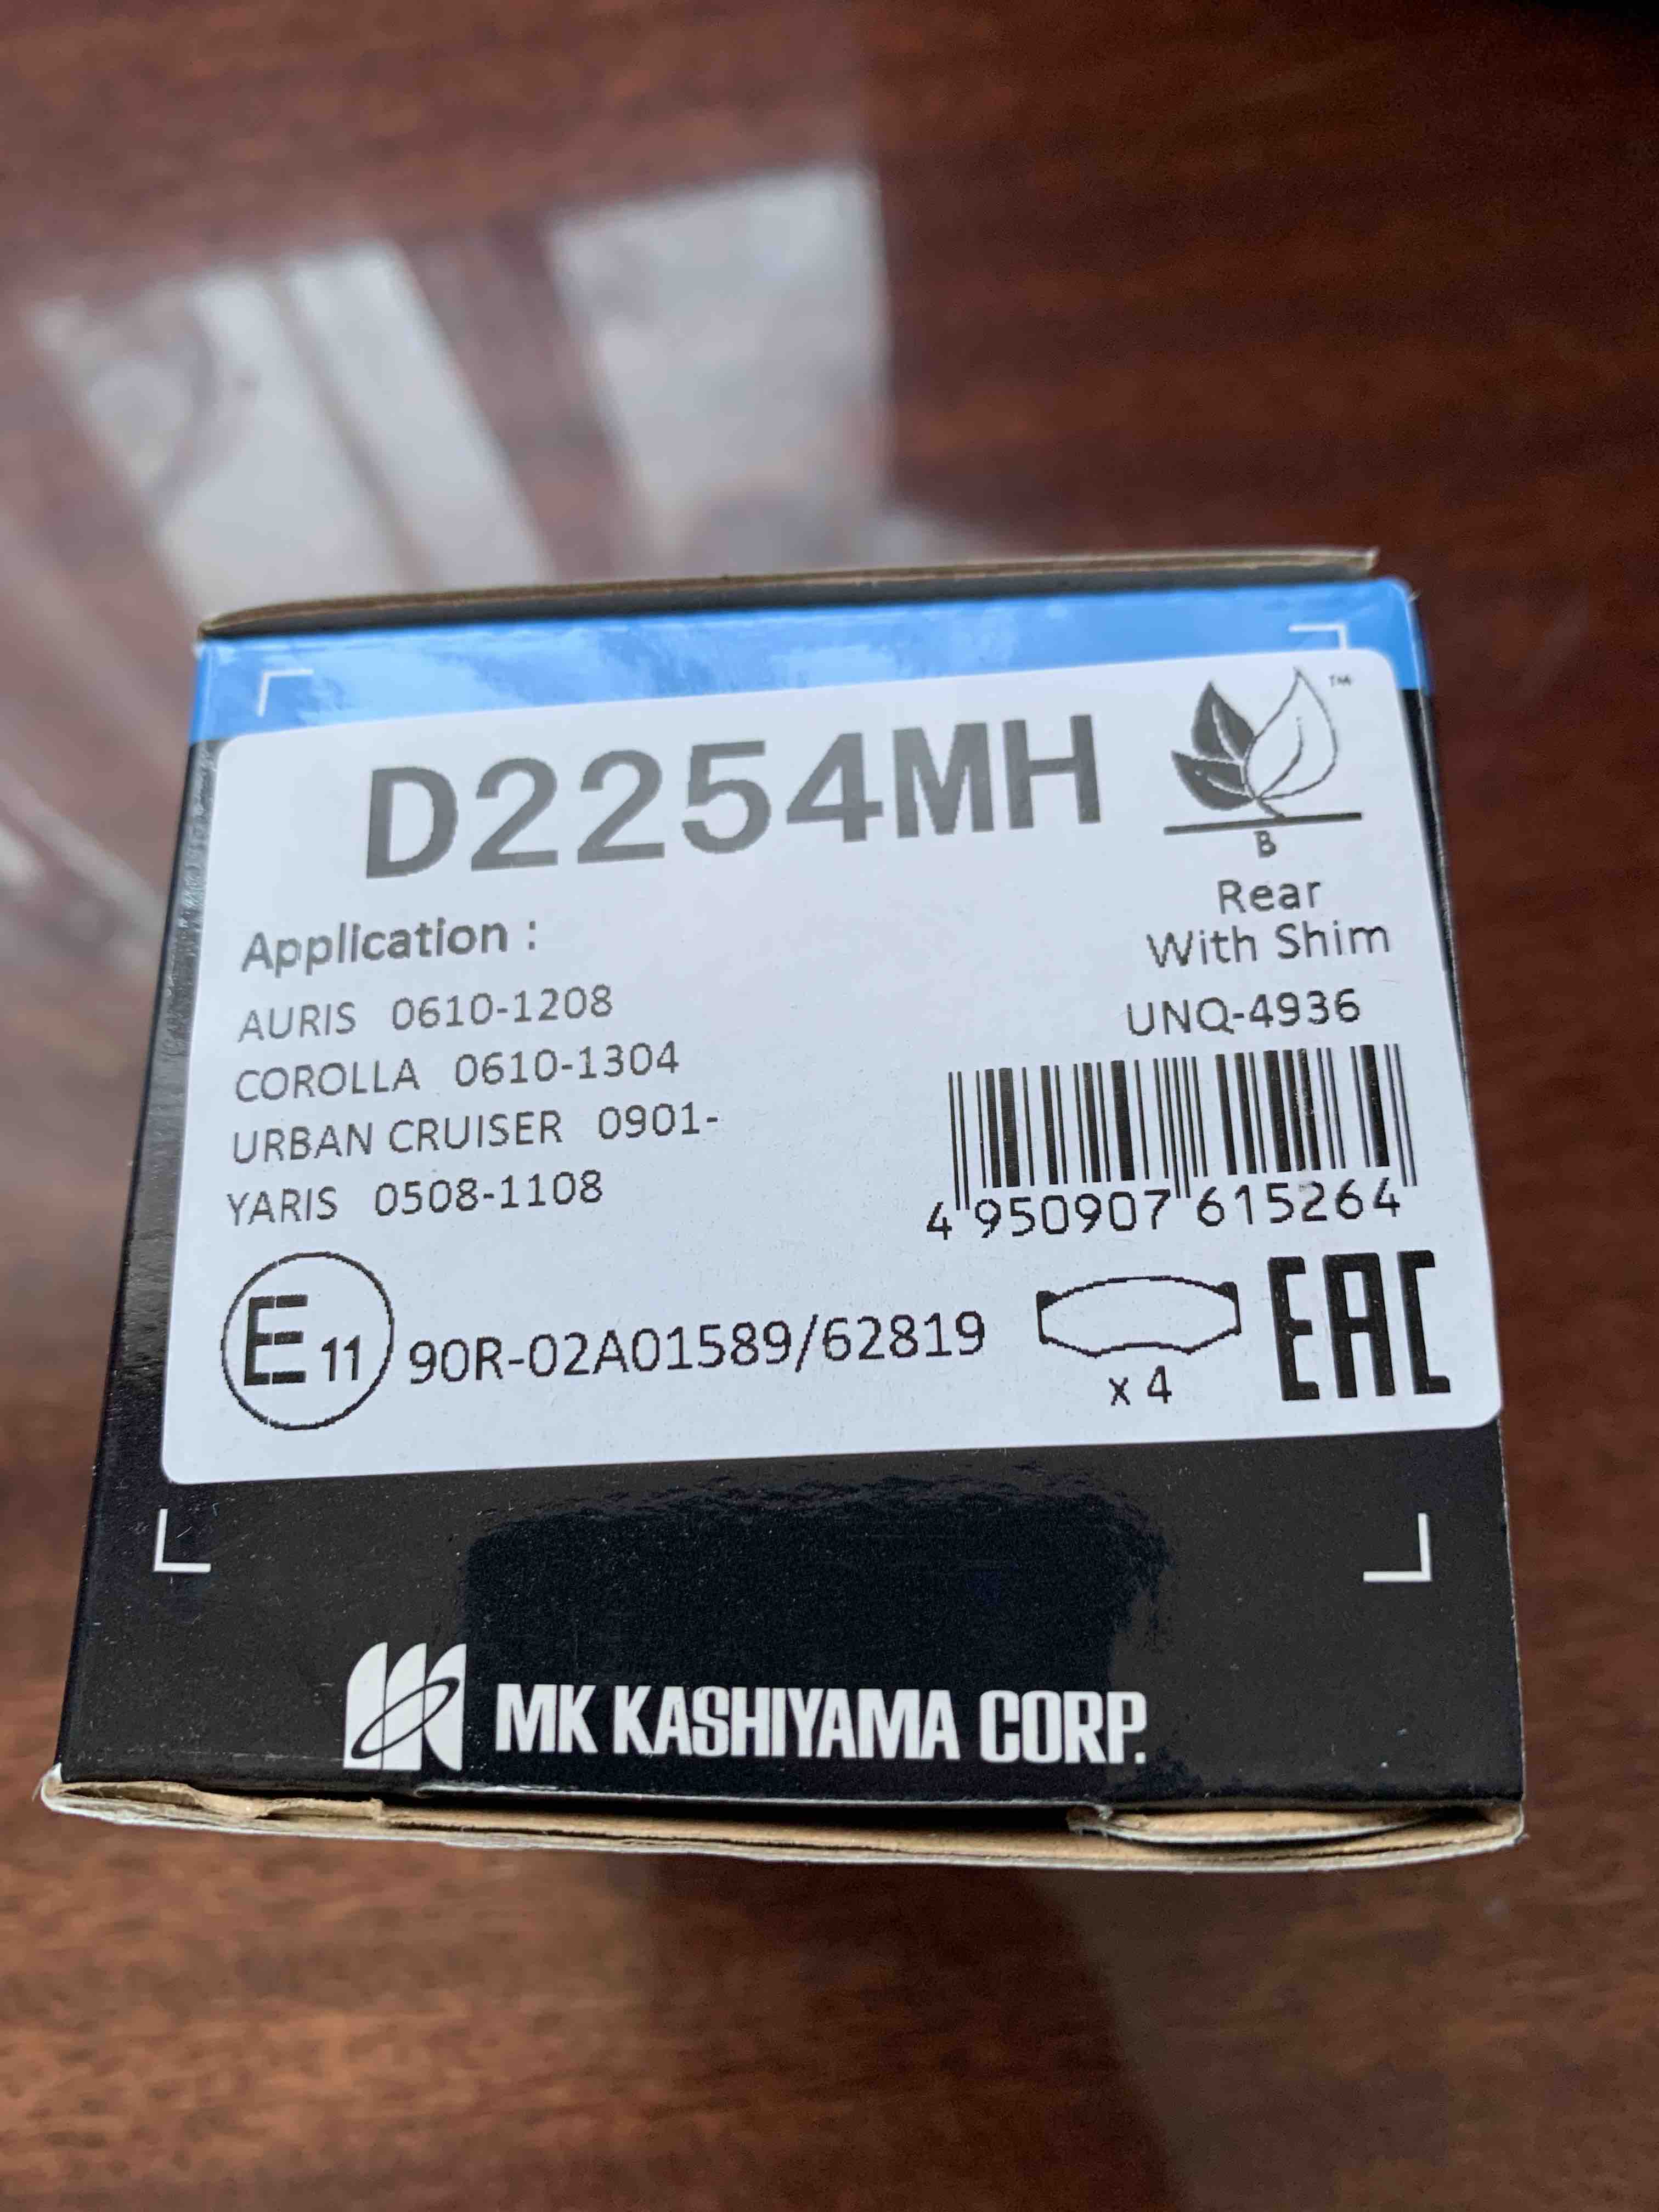 D2254MH
TM
B
Rear
With Shim
Application :
AURIS 0610-1208
COROLLA 0610-1304
URBAN CRUISER 0901-
YARIS 0508-1108
UNQ-4936
4 950907 615264
E 11 90R-02A01589/62819
x 4
EAC
MK KASHIYAMA CORP.